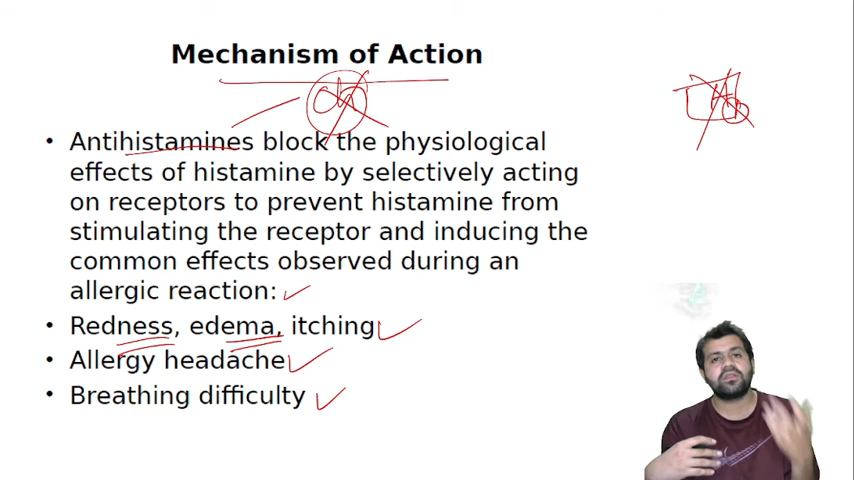 Mechanism of Action
• Antihistamines block the physiological
effects of histamine by selectively acting
on receptors to prevent histamine from
stimulating the receptor and inducing the
common effects observed during an
allergic reaction:
• Redness, edema, itching
• Allergy headache
• Breathing difficulty